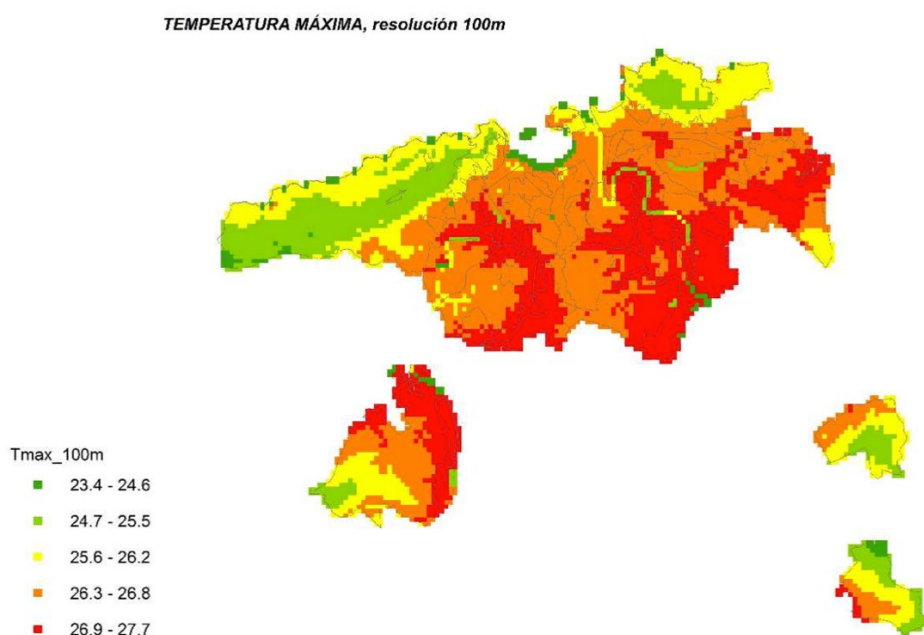 TEMPERATURA MÁXIMA, resolución 100m
Tmax_100m
23.4 - 24.6
24.7 - 25.5
25.6 - 26.2
26.3 - 26.8
26.9 - 27.7